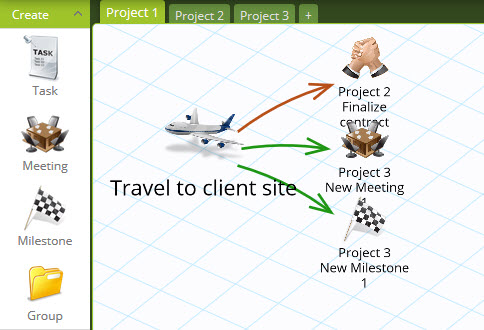 Create
Project 1
Project 2
Project 3
+
TASK
Task
Meeting
Milestone
Group
Travel to client site
Project 2
Finalize
contract
Project 3
New Meeting
1
Project 3
New Milestone
1